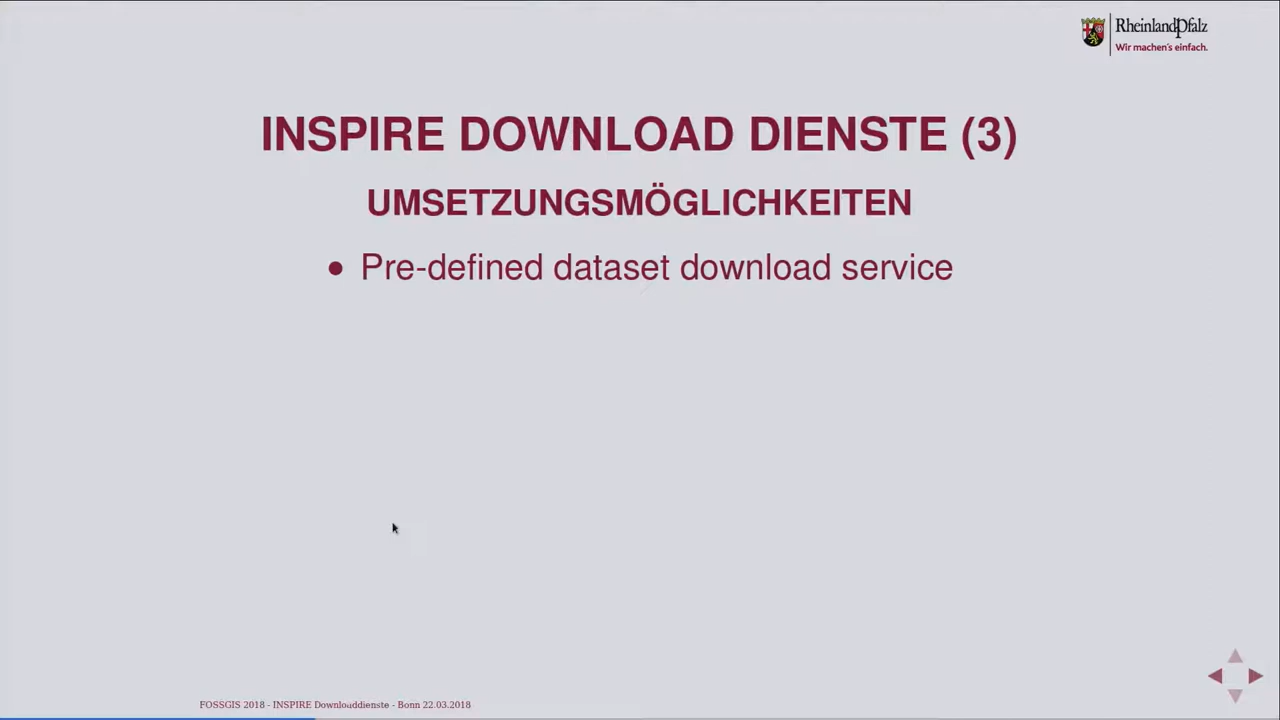 RheinlandPfalz
Wir machen's einfach.
INSPIRE DOWNLOAD DIENSTE (3)
UMSETZUNGSMÖGLICHKEITEN
• Pre-defined dataset download service
FOSSGIS 2018 - INSPIRE Downloaddienste - Bonn 22.03.2018